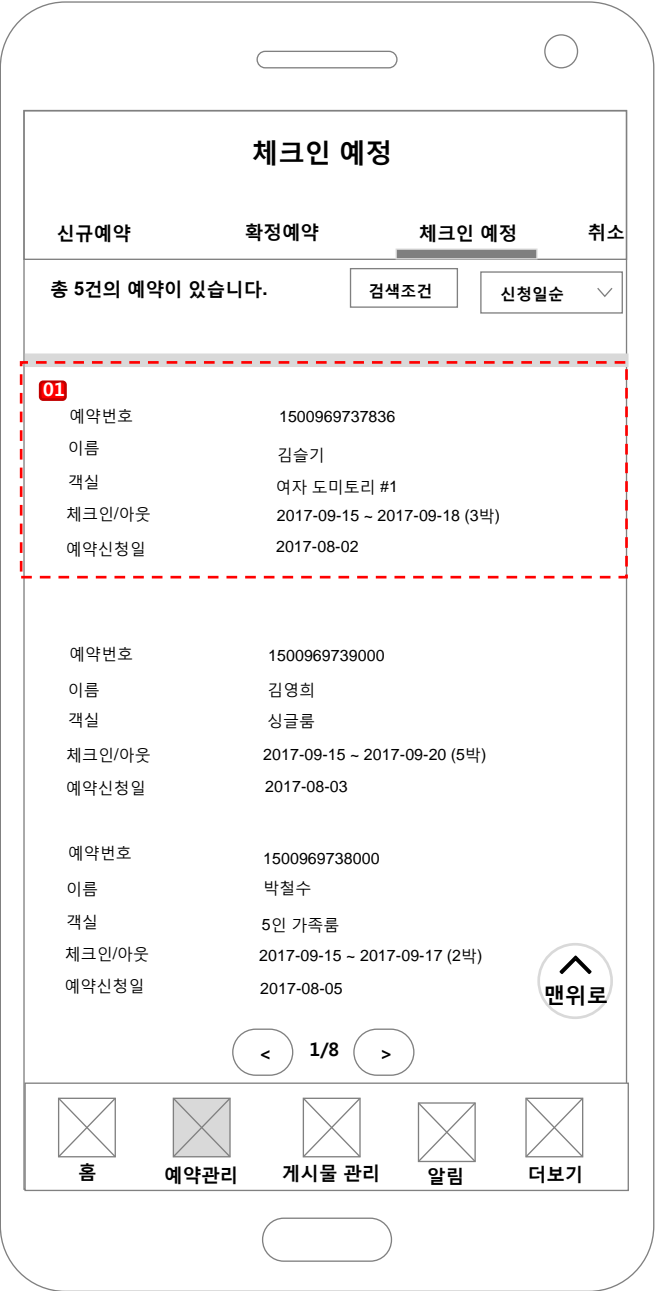 체크인 예정
신규예약 확정예약 체크인 예정 취소
총 5건의 예약이 있습니다. 검색조건 신청일순
01
예약번호 1500969737836
이름 김슬기
객실 여자 도미토리 #1
체크인/아웃 2017-09-15 ~ 2017-09-18 (3박)
예약신청일 2017-08-02
예약번호 1500969739000
이름 김영희
객실 싱글룸
체크인/아웃 2017-09-15 ~ 2017-09-20 (5박)
예약신청일 2017-08-03
예약번호 1500969738000
이름 박철수
객실 5인 가족룸
체크인/아웃 2017-09-15 ~ 2017-09-17 (2박)
예약신청일 2017-08-05
맨위로
< 1/8 >
홈 예약관리 게시물 관리 알림 더보기